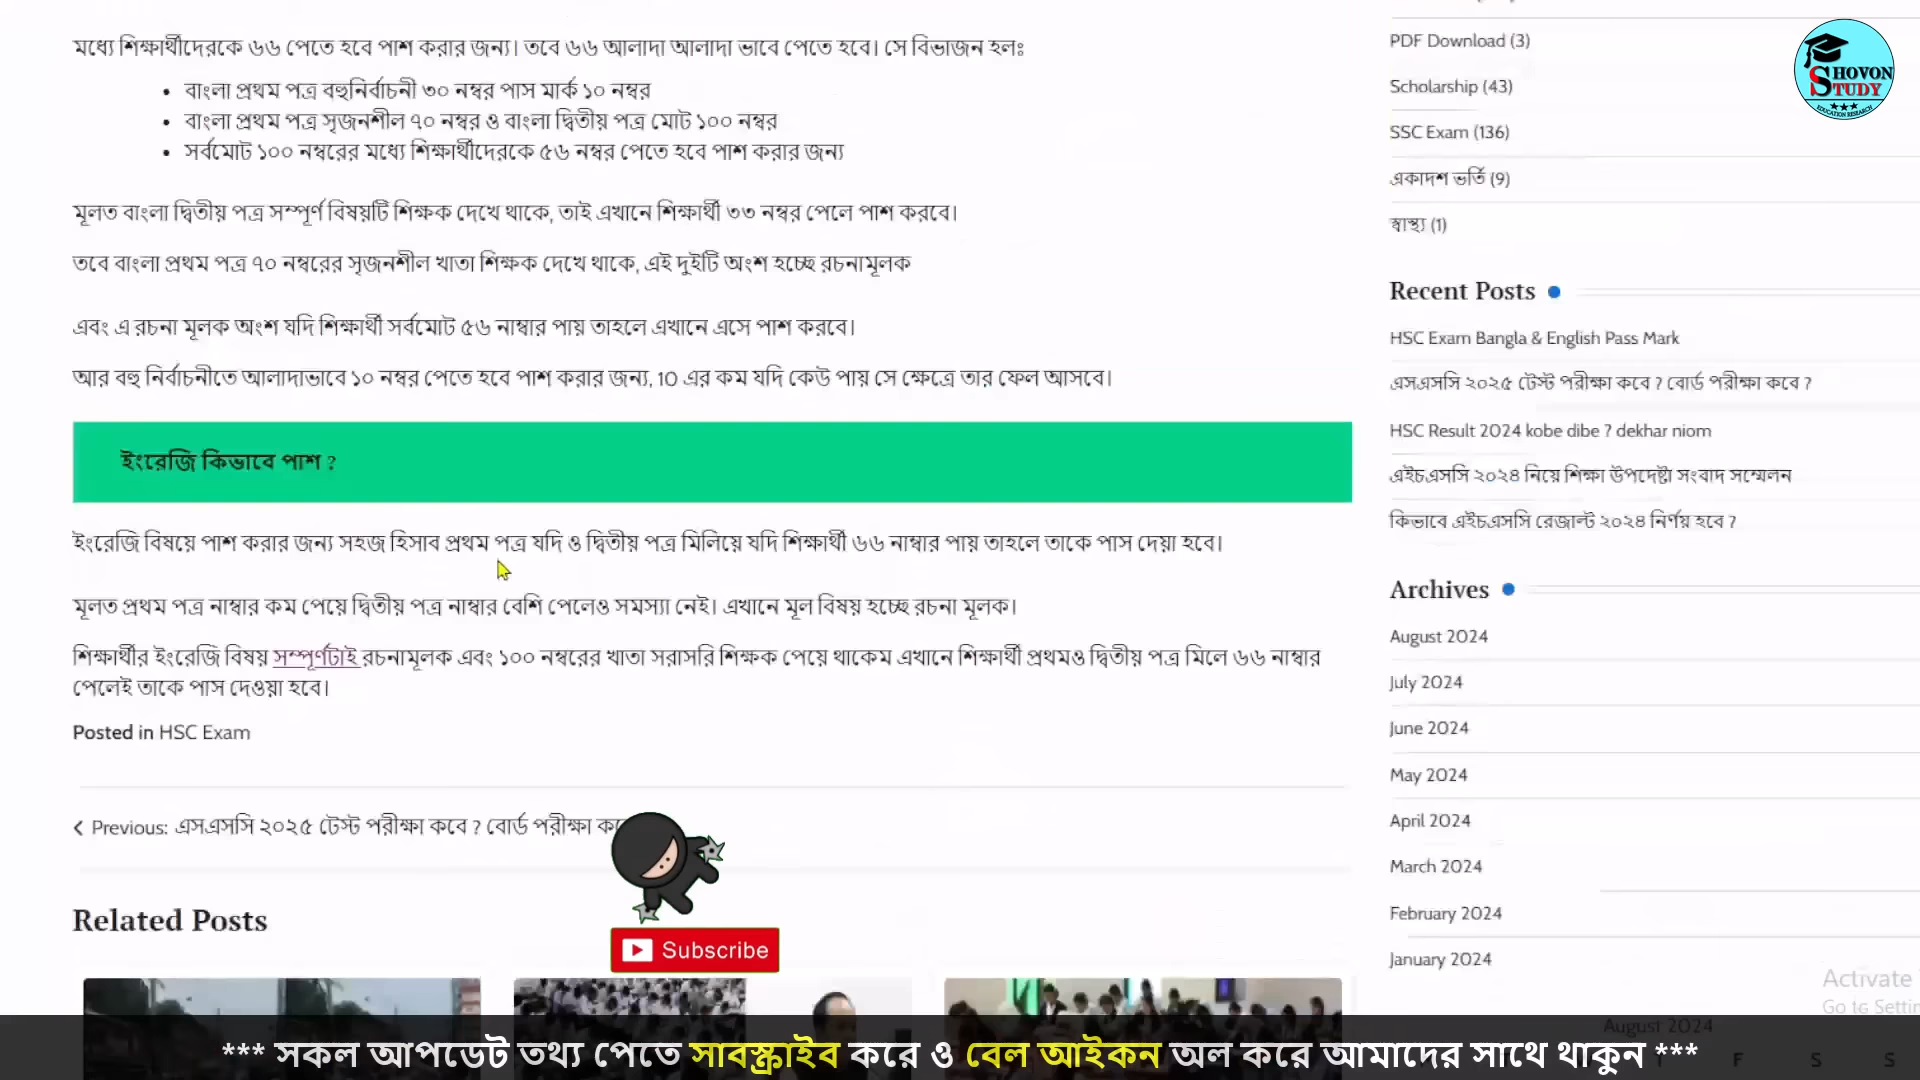 মধ্যে শিক্ষার্থীদেরকে ৬৬ পেতে হবে পাশ করার জন্য। তবে ৬৬ আলাদা আলাদা ভাবে পেতে হবে। সে বিভাজন হলঃ
• বাংলা প্রথম পত্র বহুনির্বাচনী ৩০ নম্বর পাস মার্ক ১০ নম্বর
• বাংলা প্রথম পত্র সৃজনশীল ৭০ নম্বর ও বাংলা দ্বিতীয় পত্র মোট ১০০ নম্বর
• সর্বমোট ১০০ নম্বরের মধ্যে শিক্ষার্থীদেরকে ৫৬ নম্বর পেতে হবে পাশ করার জন্য
মূলত বাংলা দ্বিতীয় পত্র সম্পূর্ণ বিষয়টি শিক্ষক দেখে থাকে, তাই এখানে শিক্ষার্থী ৩৩ নম্বর পেলে পাশ করবে।
তবে বাংলা প্রথম পত্র ৭০ নম্বরের সৃজনশীল খাতা শিক্ষক দেখে থাকে, এই দুইটি অংশ হচ্ছে রচনামূলক
এবং এ রচনা মূলক অংশ যদি শিক্ষার্থী সর্বমোট ৫৬ নাম্বার পায় তাহলে এখানে এসে পাশ করবে।
আর বহু নির্বাচনীতে আলাদাভাবে ১০ নম্বর পেতে হবে পাশ করার জন্য, 10 এর কম যদি কেউ পায় সে ক্ষেত্রে তার ফেল আসবে।
ইংরেজি কিভাবে পাশ ?
ইংরেজি বিষয়ে পাশ করার জন্য সহজ হিসাব প্রথম পত্র যদি ও দ্বিতীয় পত্র মিলিয়ে যদি শিক্ষার্থী ৬৬ নাম্বার পায় তাহলে তাকে পাস দেয়া হবে।
মূলত প্রথম পত্র নাম্বার কম পেয়ে দ্বিতীয় পত্র নাম্বার বেশি পেলেও সমস্যা নেই। এখানে মূল বিষয় হচ্ছে রচনা মূলক।
শিক্ষার্থীর ইংরেজি বিষয় সম্পূর্ণটাই রচনামূলক এবং ১০০ নম্বরের খাতা সরাসরি শিক্ষক পেয়ে থাকেম এখানে শিক্ষার্থী প্রথমও দ্বিতীয় পত্র মিলে ৬৬ নাম্বার
পেলেই তাকে পাস দেওয়া হবে।
Posted in HSC Exam
Previous: এসএসসি ২০২৫ টেস্ট পরীক্ষা কবে ? বোর্ড পরীক্ষা
Related Posts
Subscribe
PDF Download (3)
Scholarship (43)
SSC Exam (136)
একাদশ ভর্তি (9)
স্বাস্থ্য (1)
Recent Posts
HSC Exam Bangla & English Pass Mark
এসএসসি ২০২৫ টেস্ট পরীক্ষা কবে ? বোর্ড পরীক্ষা কবে ?
HSC Result 2024 kobe dibe ? dekhar niom
এইচএসসি ২০২৪ নিয়ে শিক্ষা উপদেষ্টা সংবাদ সম্মেলন
কিভাবে এইচএসসি রেজাল্ট ২০২৪ নির্ণয় হবে ?
Archives
August 2024
July 2024
June 2024
May 2024
April 2024
March 2024
February 2024
January 2024
SHOVON
STUDY
EDUCATION RESEARCH
Activate
Go to
August 2024
F S S
*** সকল আপডেট তথ্য পেতে সাবস্ক্রাইব করে ও বেল আইকন অল করে আমাদের সাথে থাকুন ***